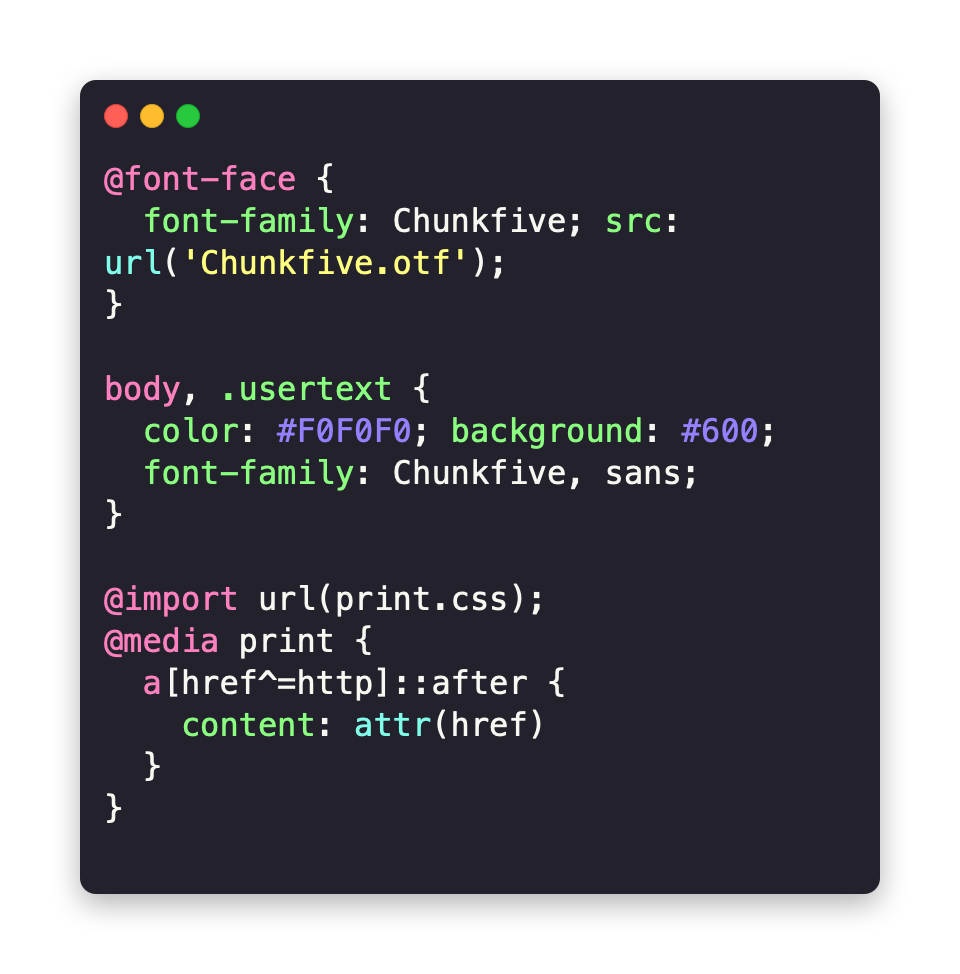 @font-face {
  font-family: Chunkfive; src:
url('Chunkfive.otf');
}

body, .usertext {
  color: #F0F0F0; background: #600;
  font-family: Chunkfive, sans;
}

@import url(print.css);
@media print {
  a[href^=http]::after {
    content: attr(href)
  }
}